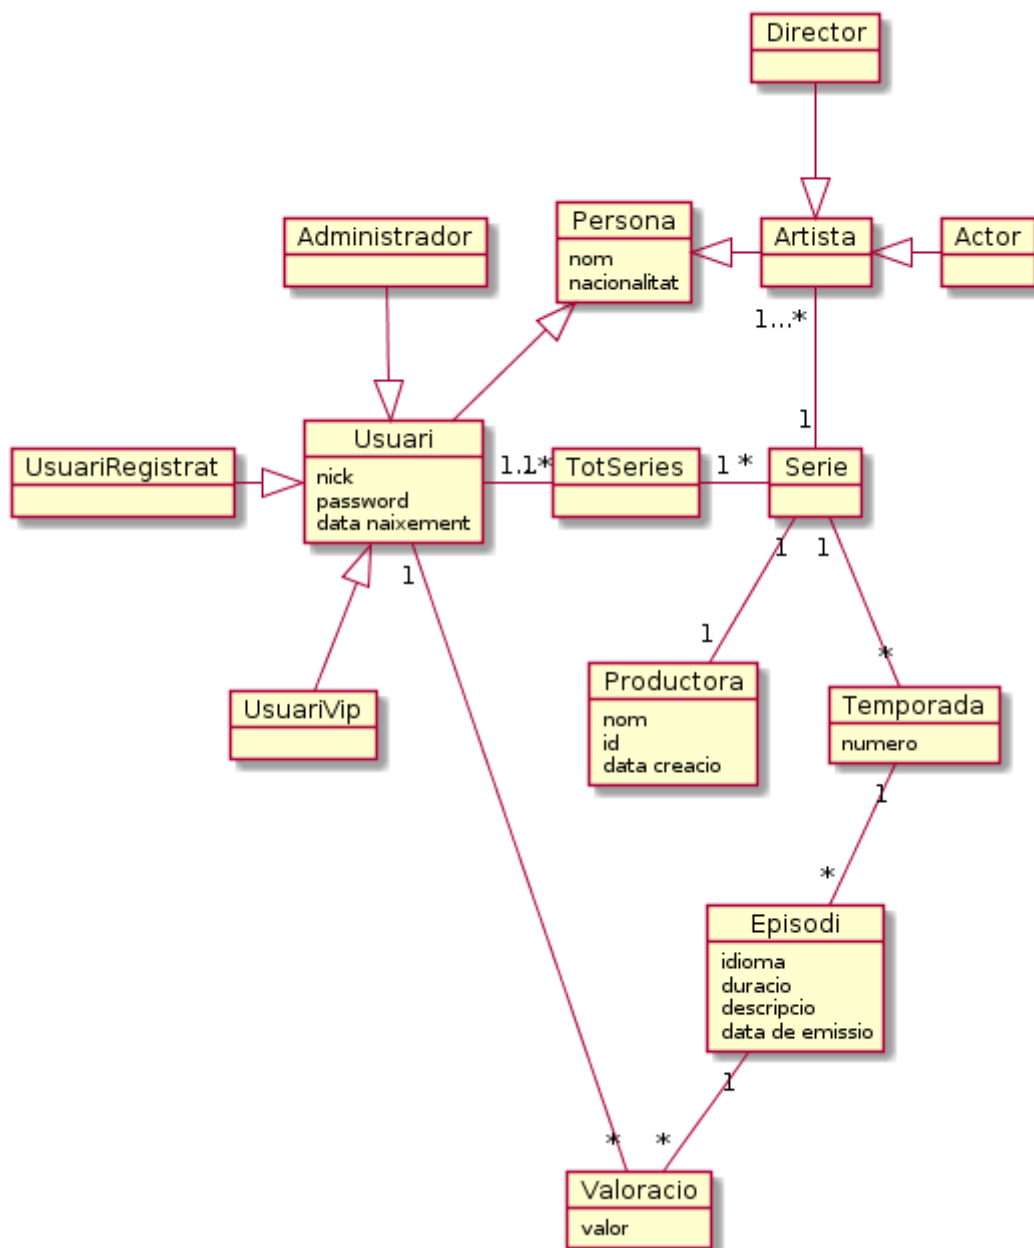 Director
Persona
nom
nacionalitat
Artista
Actor
Administrador
1...*
1
Usuari
nick
password
data naixement
UsuariRegistrat
TotSeries
1 *
Serie
1
1
1
1
*
Productora
nom
id
data creacio
Temporada
numero
UsuariVip
1
*
Episodi
idioma
duracio
descripcio
data de emissio
1
*
*
Valoracio
valor